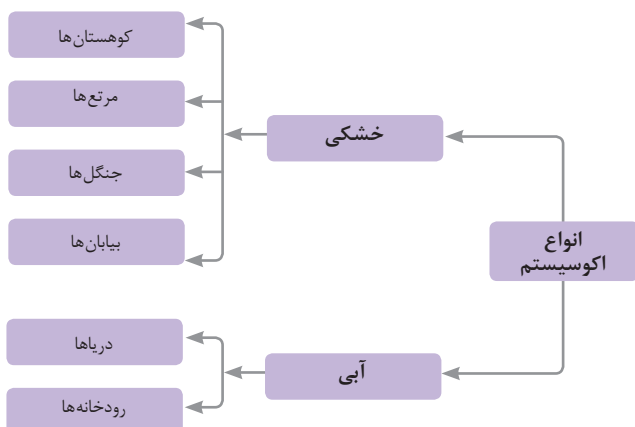 انواع
اکوسیستم
خشکی
کوهستان‌ها
مرتع‌ها
جنگل‌ها
بیابان‌ها
آبی
دریاها
رودخانه‌ها